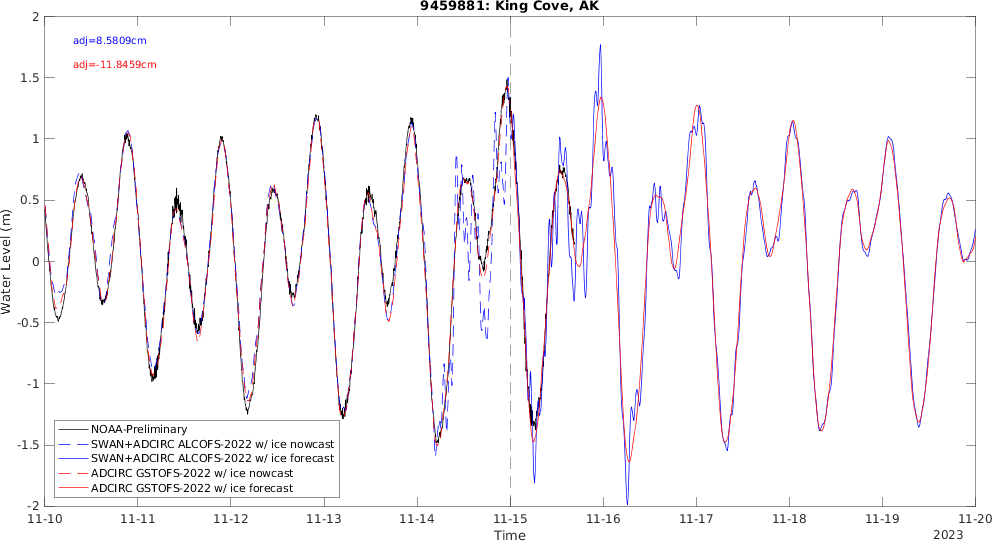 9459881: King Cove, AK
adj=8.5809cm
adj=-11.8459cm
Water Level (m)
2
1.5
1
0.5
0
-0.5
-1
-1.5
-2
NOAA-Preliminary
SWAN+ADCIRC ALCOFS-2022 w/ ice nowcast
SWAN+ADCIRC ALCOFS-2022 w/ ice forecast
ADCIRC GSTOFS-2022 w/ ice nowcast
ADCIRC GSTOFS-2022 w/ ice forecast
11-10 11-11 11-12 11-13 11-14 11-15 11-16 11-17 11-18 11-19 11-20
Time
2023